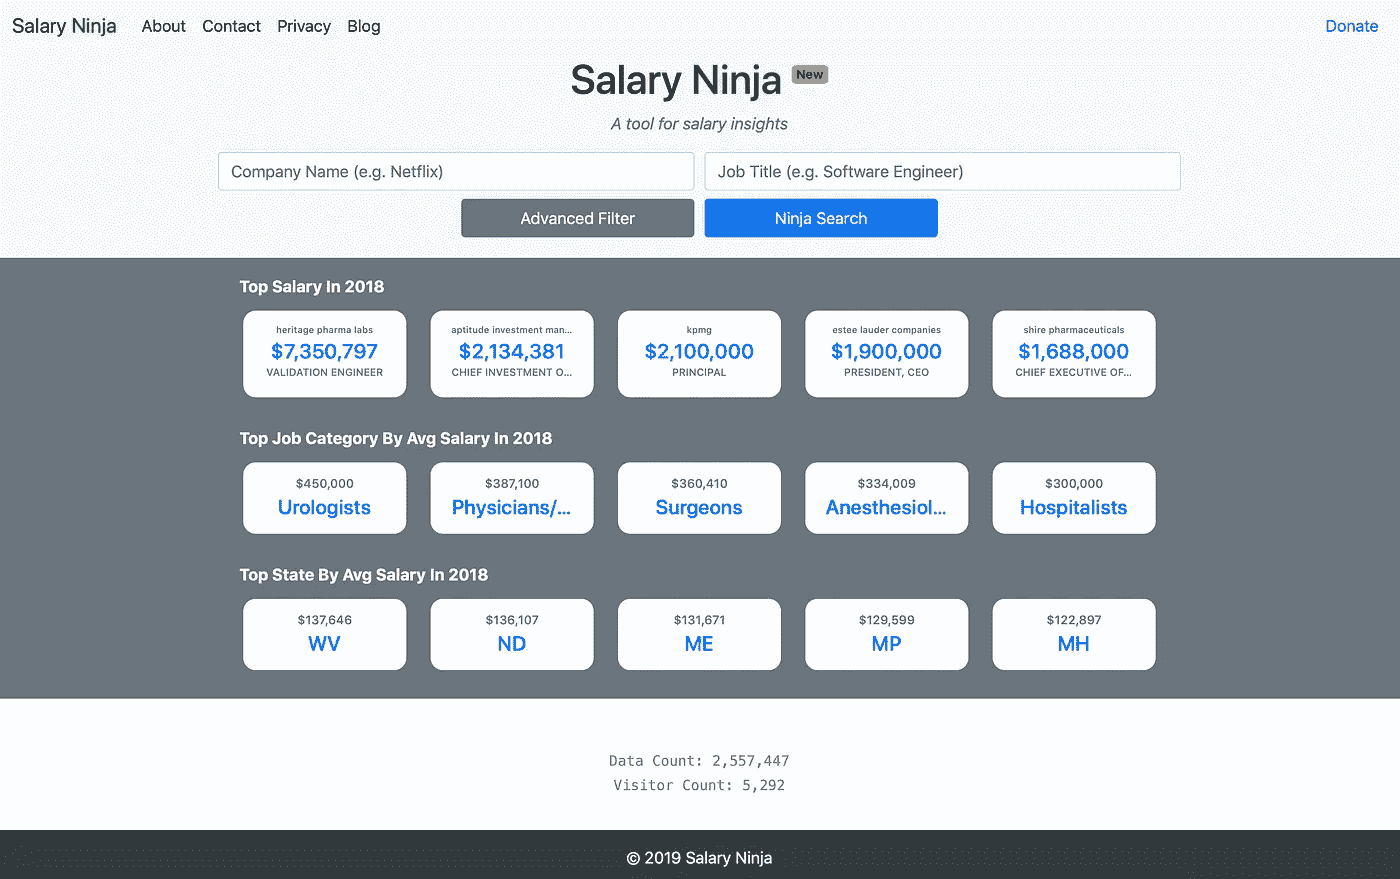 Salary Ninja About Contact Privacy Blog Donate
Salary Ninja New
A tool for salary insights
Company Name (e.g. Netflix) Job Title (e.g. Software Engineer)
Advanced Filter Ninja Search
Top Salary In 2018
heritage pharma labs aptitude investment man... kpmg estee lauder companies shire pharmaceuticals
$7,350,797 $2,134,381 $2,100,000 $1,900,000 $1,688,000
VALIDATION ENGINEER CHIEF INVESTMENT O... PRINCIPAL PRESIDENT, CEO CHIEF EXECUTIVE OF...
Top Job Category By Avg Salary In 2018
$450,000 $387,100 $360,410 $334,009 $300,000
Urologists Physicians/... Surgeons Anesthesiol... Hospitalists
Top State By Avg Salary In 2018
$137,646 $136,107 $131,671 $129,599 $122,897
WV ND ME MP MH
Data Count: 2,557,447
Visitor Count: 5,292
© 2019 Salary Ninja